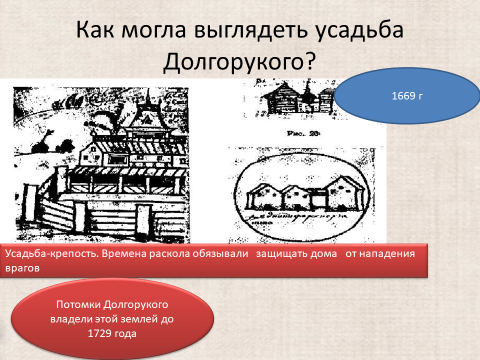 Как могла выглядеть усадьба
Долгорукого?
1669 г
Рис. 26
Усадьба-крепость. Времена раскола обязывали защищать дома от нападения
врагов
Потомки Долгорукого
владели этой землей до
1729 года